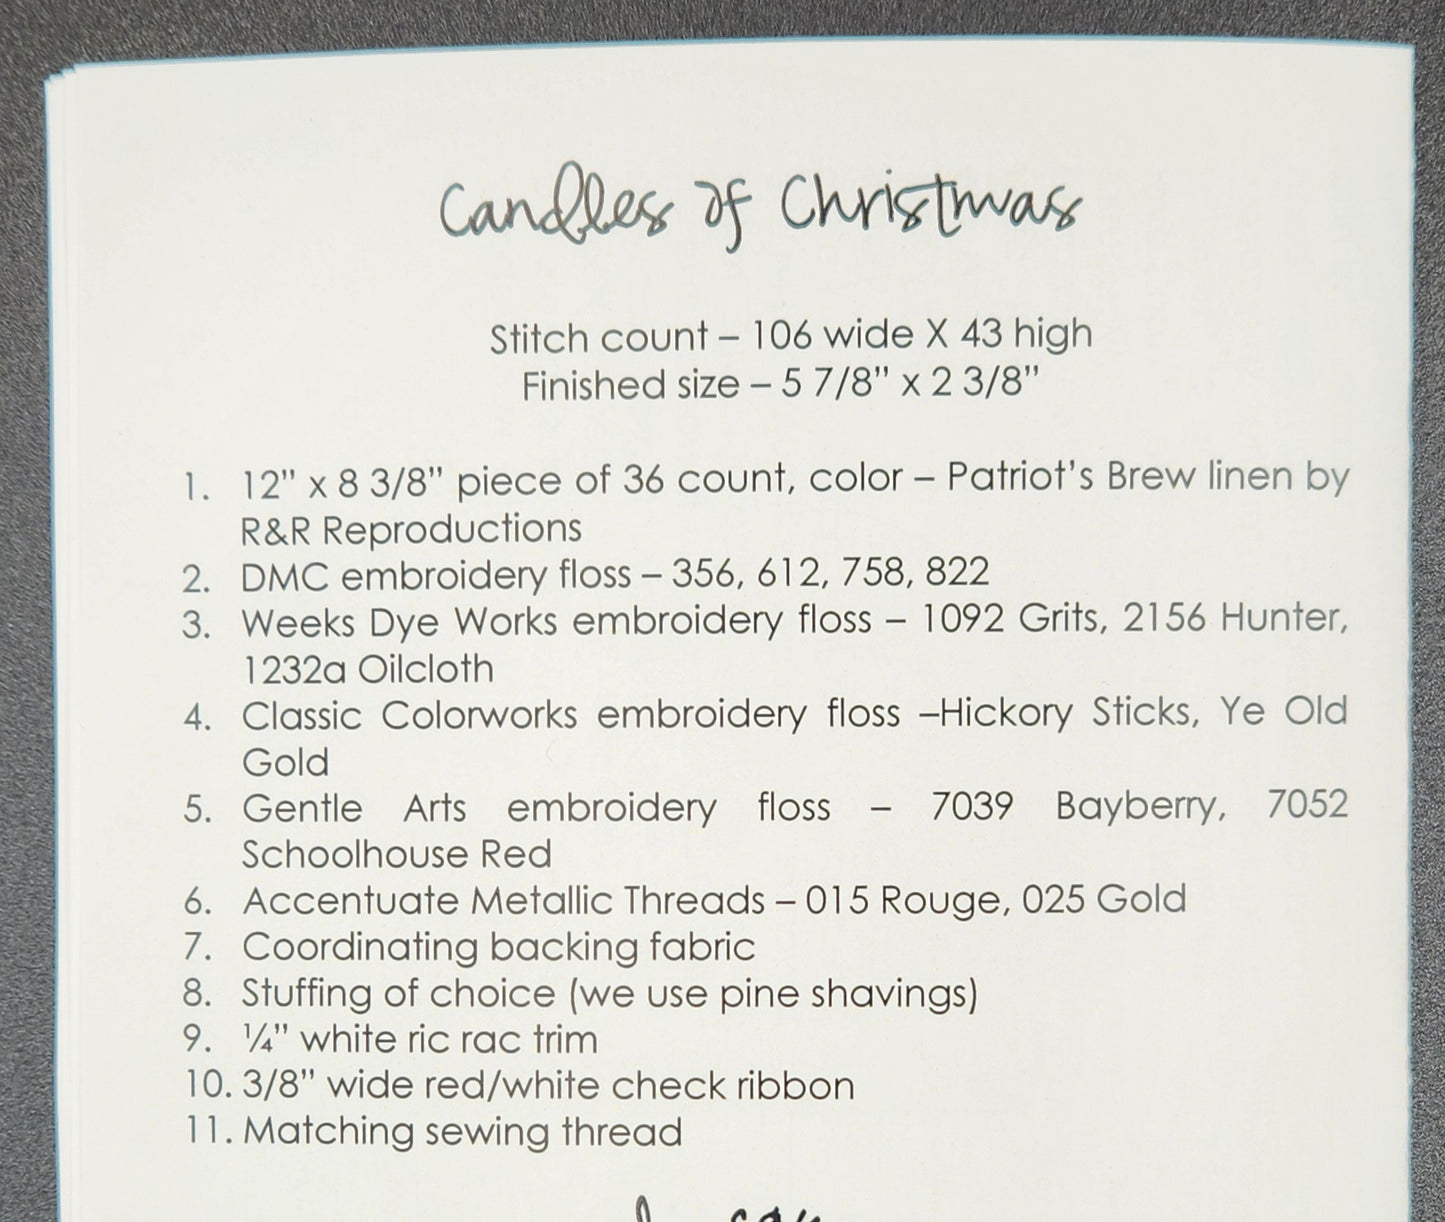 Candles of Christmas
Stitch count – 106 wide X 43 high
Finished size – 5 7/8” x 2 3/8”
1. 12” x 8 3/8” piece of 36 count, color – Patriot’s Brew linen by
R&R Reproductions
2. DMC embroidery floss – 356, 612, 758, 822
3. Weeks Dye Works embroidery floss – 1092 Grits, 2156 Hunter,
1232a Oilcloth
4. Classic Colorworks embroidery floss –Hickory Sticks, Ye Old
Gold
5. Gentle Arts embroidery floss – 7039 Bayberry, 7052
Schoolhouse Red
6. Accentuate Metallic Threads – 015 Rouge, 025 Gold
7. Coordinating backing fabric
8. Stuffing of choice (we use pine shavings)
9. ¼” white ric rac trim
10. 3/8” wide red/white check ribbon
11. Matching sewing thread